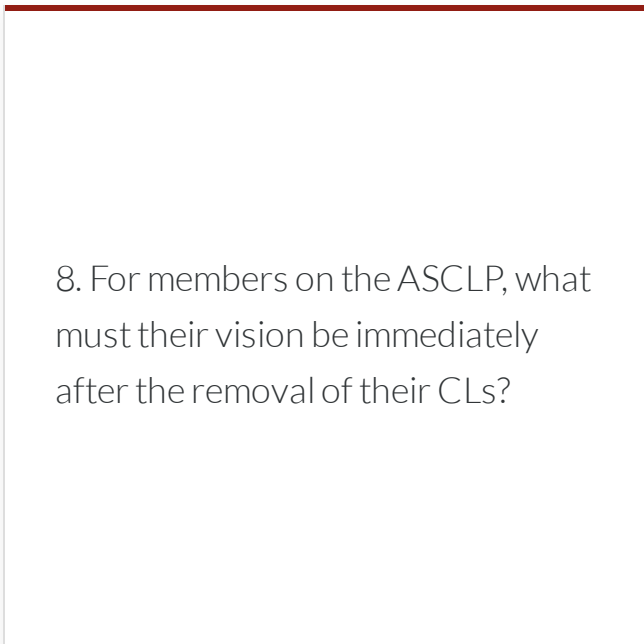 8. For members on the ASCLP, what
must their vision be immediately
after the removal of their CLs?